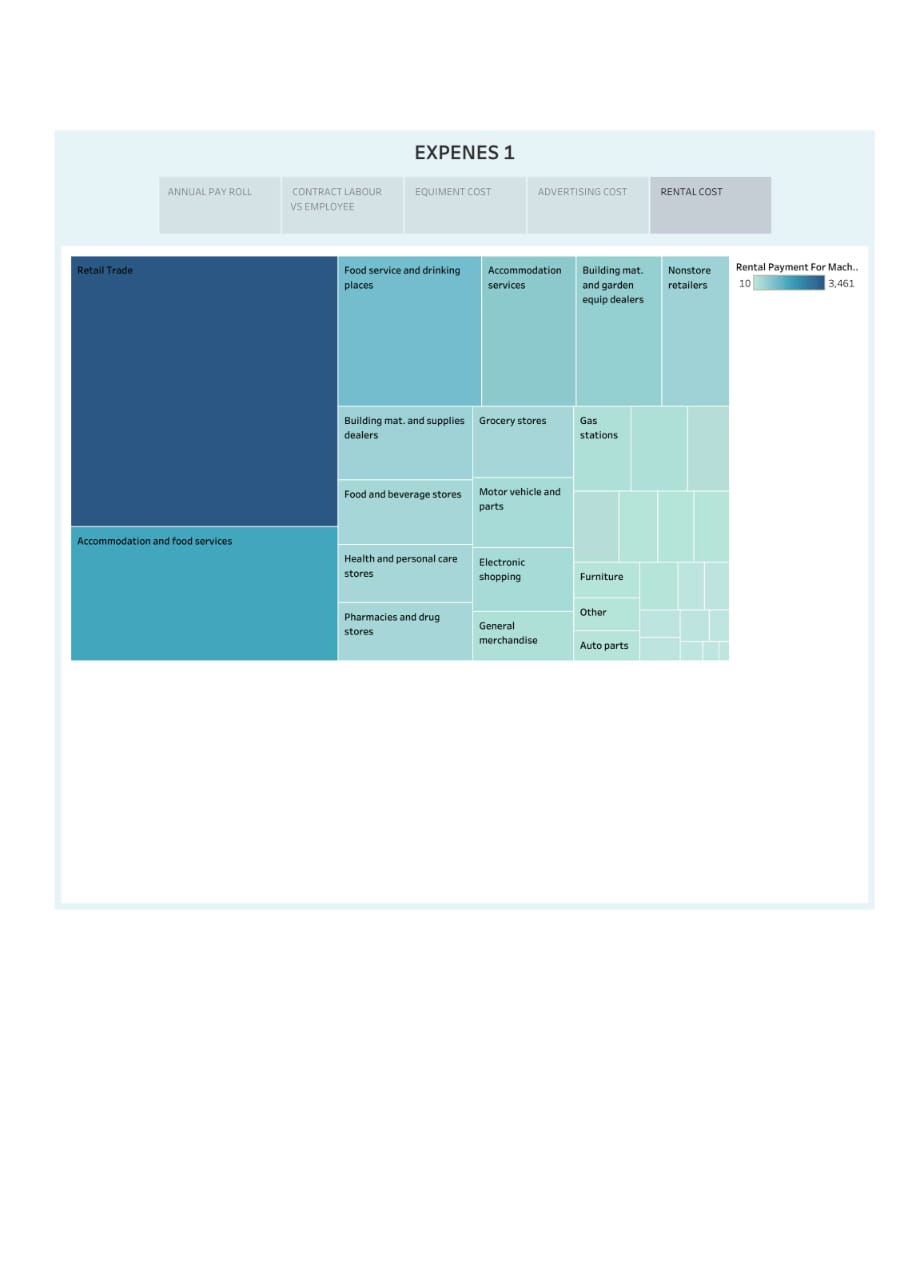 EXPENES 1
ANNUAL PAY ROLL
CONTRACT LABOUR
VS EMPLOYEE
EQUIMENT COST
ADVERTISING COST
RENTAL COST
Retail Trade
Accommodation and food services
Food service and drinking
places
Accommodation
services
Building mat.
and garden
equip dealers
Nonstore
retailers
Building mat. and supplies
dealers
Food and beverage stores
Health and personal care
stores
Pharmacies and drug
stores
Grocery stores
Motor vehicle and
parts
Electronic
shopping
General
merchandise
Gas
stations
Furniture
Other
Auto parts
Rental Payment For Mach..
10 3,461